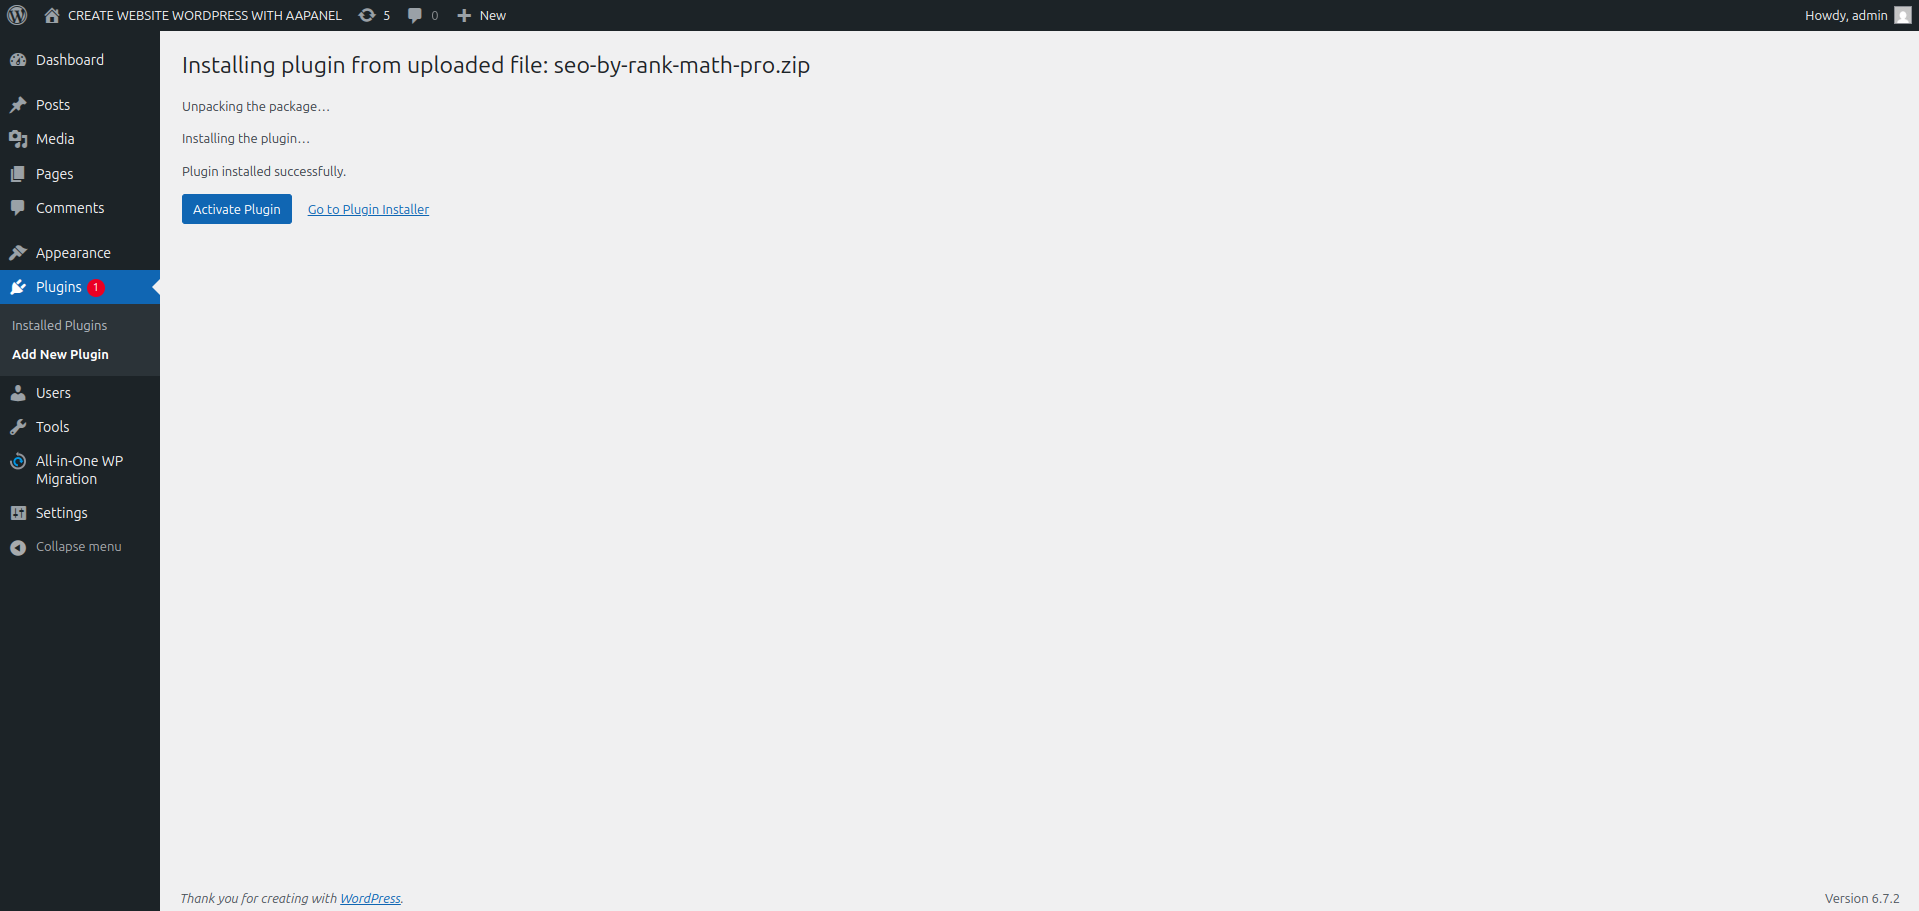 CREATE WEBSITE WORDPRESS WITH AAPANEL 5 0 New Howdy, admin
Dashboard
Posts
Media
Pages
Comments
Appearance
Plugins 1
Installed Plugins
Add New Plugin
Users
Tools
All-in-One WP
Migration
Settings
Collapse menu
Installing plugin from uploaded file: seo-by-rank-math-pro.zip
Unpacking the package…
Installing the plugin…
Plugin installed successfully.
Activate Plugin Go to Plugin Installer
Thank you for creating with WordPress. Version 6.7.2